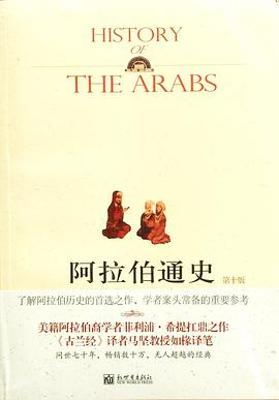 HISTORY
OF
THE ARABS
阿拉伯通史 第十版
了解阿拉伯历史的首选之作，学者案头常备的重要参考
美籍阿拉伯裔学者菲利浦·希提扛鼎之作
《古兰经》译者马坚教授如椽译笔
问世七十年，畅销数十万，无人超越的经典
新世界出版社